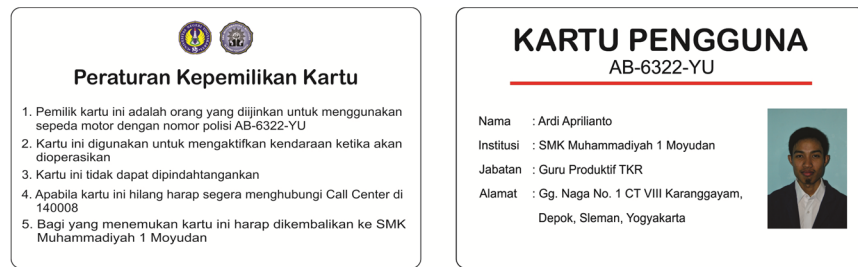 Peraturan Kepemilikan Kartu
1. Pemilik kartu ini adalah orang yang diijinkan untuk menggunakan
sepeda motor dengan nomor polisi AB-6322-YU
2. Kartu ini digunakan untuk mengaktifkan kendaraan ketika akan
dioperasikan
3. Kartu ini tidak dapat dipindahtangankan
4. Apabila kartu ini hilang harap segera menghubungi Call Center di
140008
5. Bagi yang menemukan kartu ini harap dikembalikan ke SMK
Muhammadiyah 1 Moyudan
KARTU PENGGUNA
AB-6322-YU
Nama : Ardi Aprilianto
Institusi : SMK Muhammadiyah 1 Moyudan
Jabatan : Guru Produktif TKR
Alamat : Gg. Naga No. 1 CT VIII Karanggayam,
Depok, Sleman, Yogyakarta